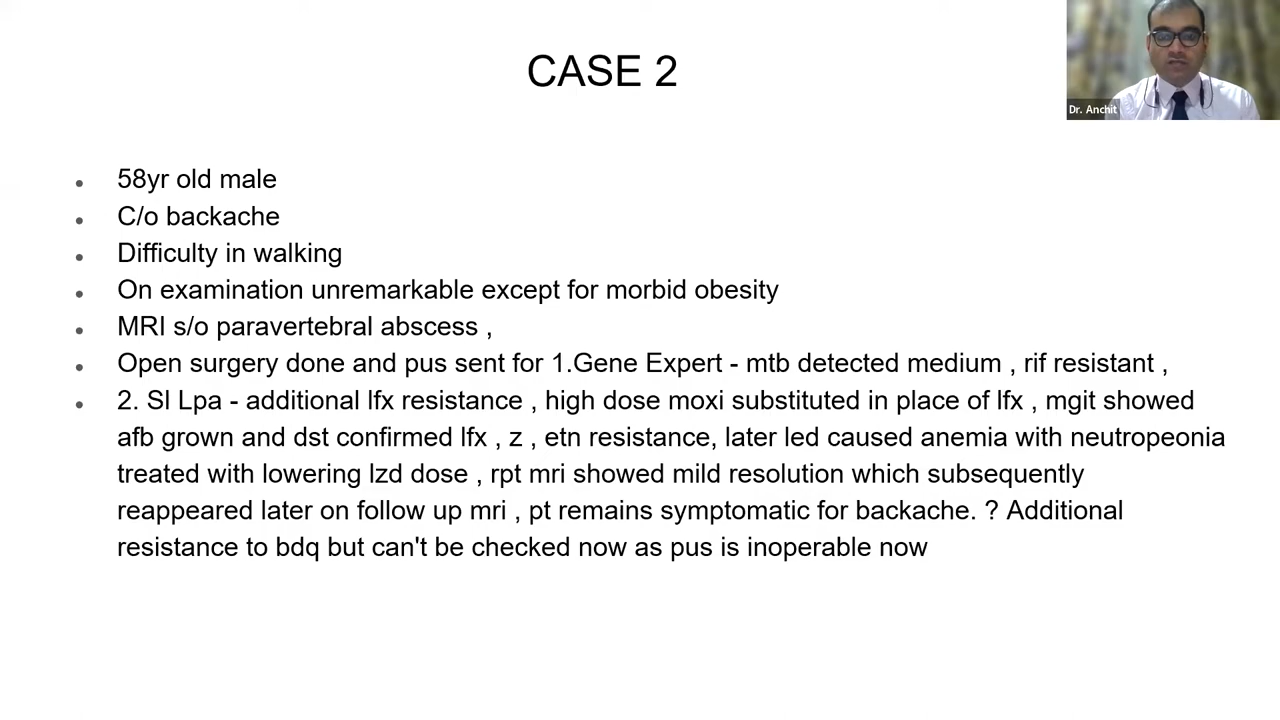 CASE 2
Dr. Anchit
58yr old male
C/o backache
Difficulty in walking
On examination unremarkable except for morbid obesity
MRI s/o paravertebral abscess ,
Open surgery done and pus sent for 1.Gene Expert - mtb detected medium , rif resistant ,
2. Sl Lpa - additional lfx resistance , high dose moxi substituted in place of lfx , mgit showed
afb grown and dst confirmed lfx , z , etn resistance, later led caused anemia with neutropeonia
treated with lowering lzd dose , rpt mri showed mild resolution which subsequently
reappeared later on follow up mri , pt remains symptomatic for backache. ? Additional
resistance to bdq but can't be checked now as pus is inoperable now